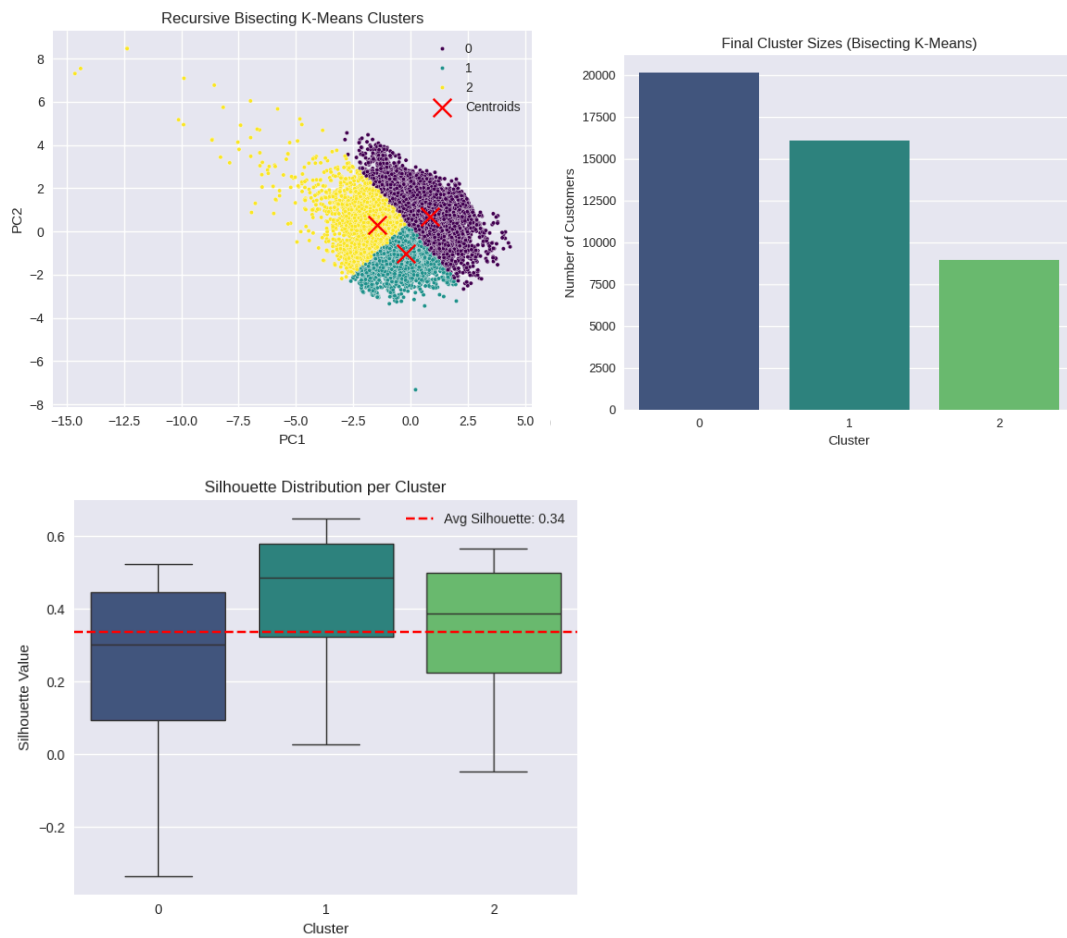 Recursive Bisecting K-Means Clusters
0
1
2
Centroids
8
6
4
2
0
−2
−4
−6
−8
PC2
−15.0 −12.5 −10.0 −7.5 −5.0 −2.5 0.0 2.5 5.0
PC1
Final Cluster Sizes (Bisecting K-Means)
20000
17500
15000
12500
10000
7500
5000
2500
0
Number of Customers
0 1 2
Cluster
Silhouette Distribution per Cluster
Avg Silhouette: 0.34
0.6
0.4
0.2
0.0
−0.2
Silhouette Value
0 1 2
Cluster